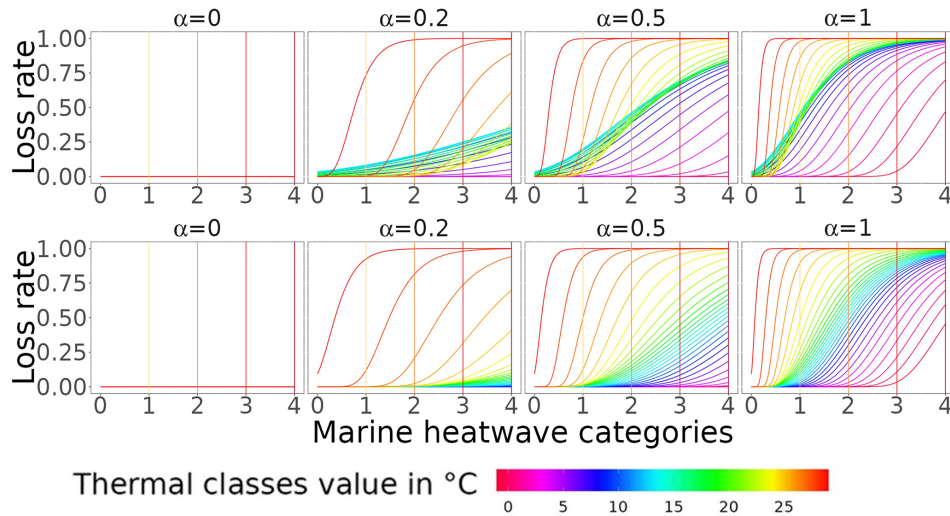 α=0 α=0.2 α=0.5 α=1
Loss rate
1.00
0.75
0.50
0.25
0.00
0 1 2 3 4 0 1 2 3 4 0 1 2 3 4 0 1 2 3 4
α=0 α=0.2 α=0.5 α=1
Loss rate
1.00
0.75
0.50
0.25
0.00
0 1 2 3 4 0 1 2 3 4 0 1 2 3 4 0 1 2 3 4
Marine heatwave categories
Thermal classes value in °C
0 5 10 15 20 25